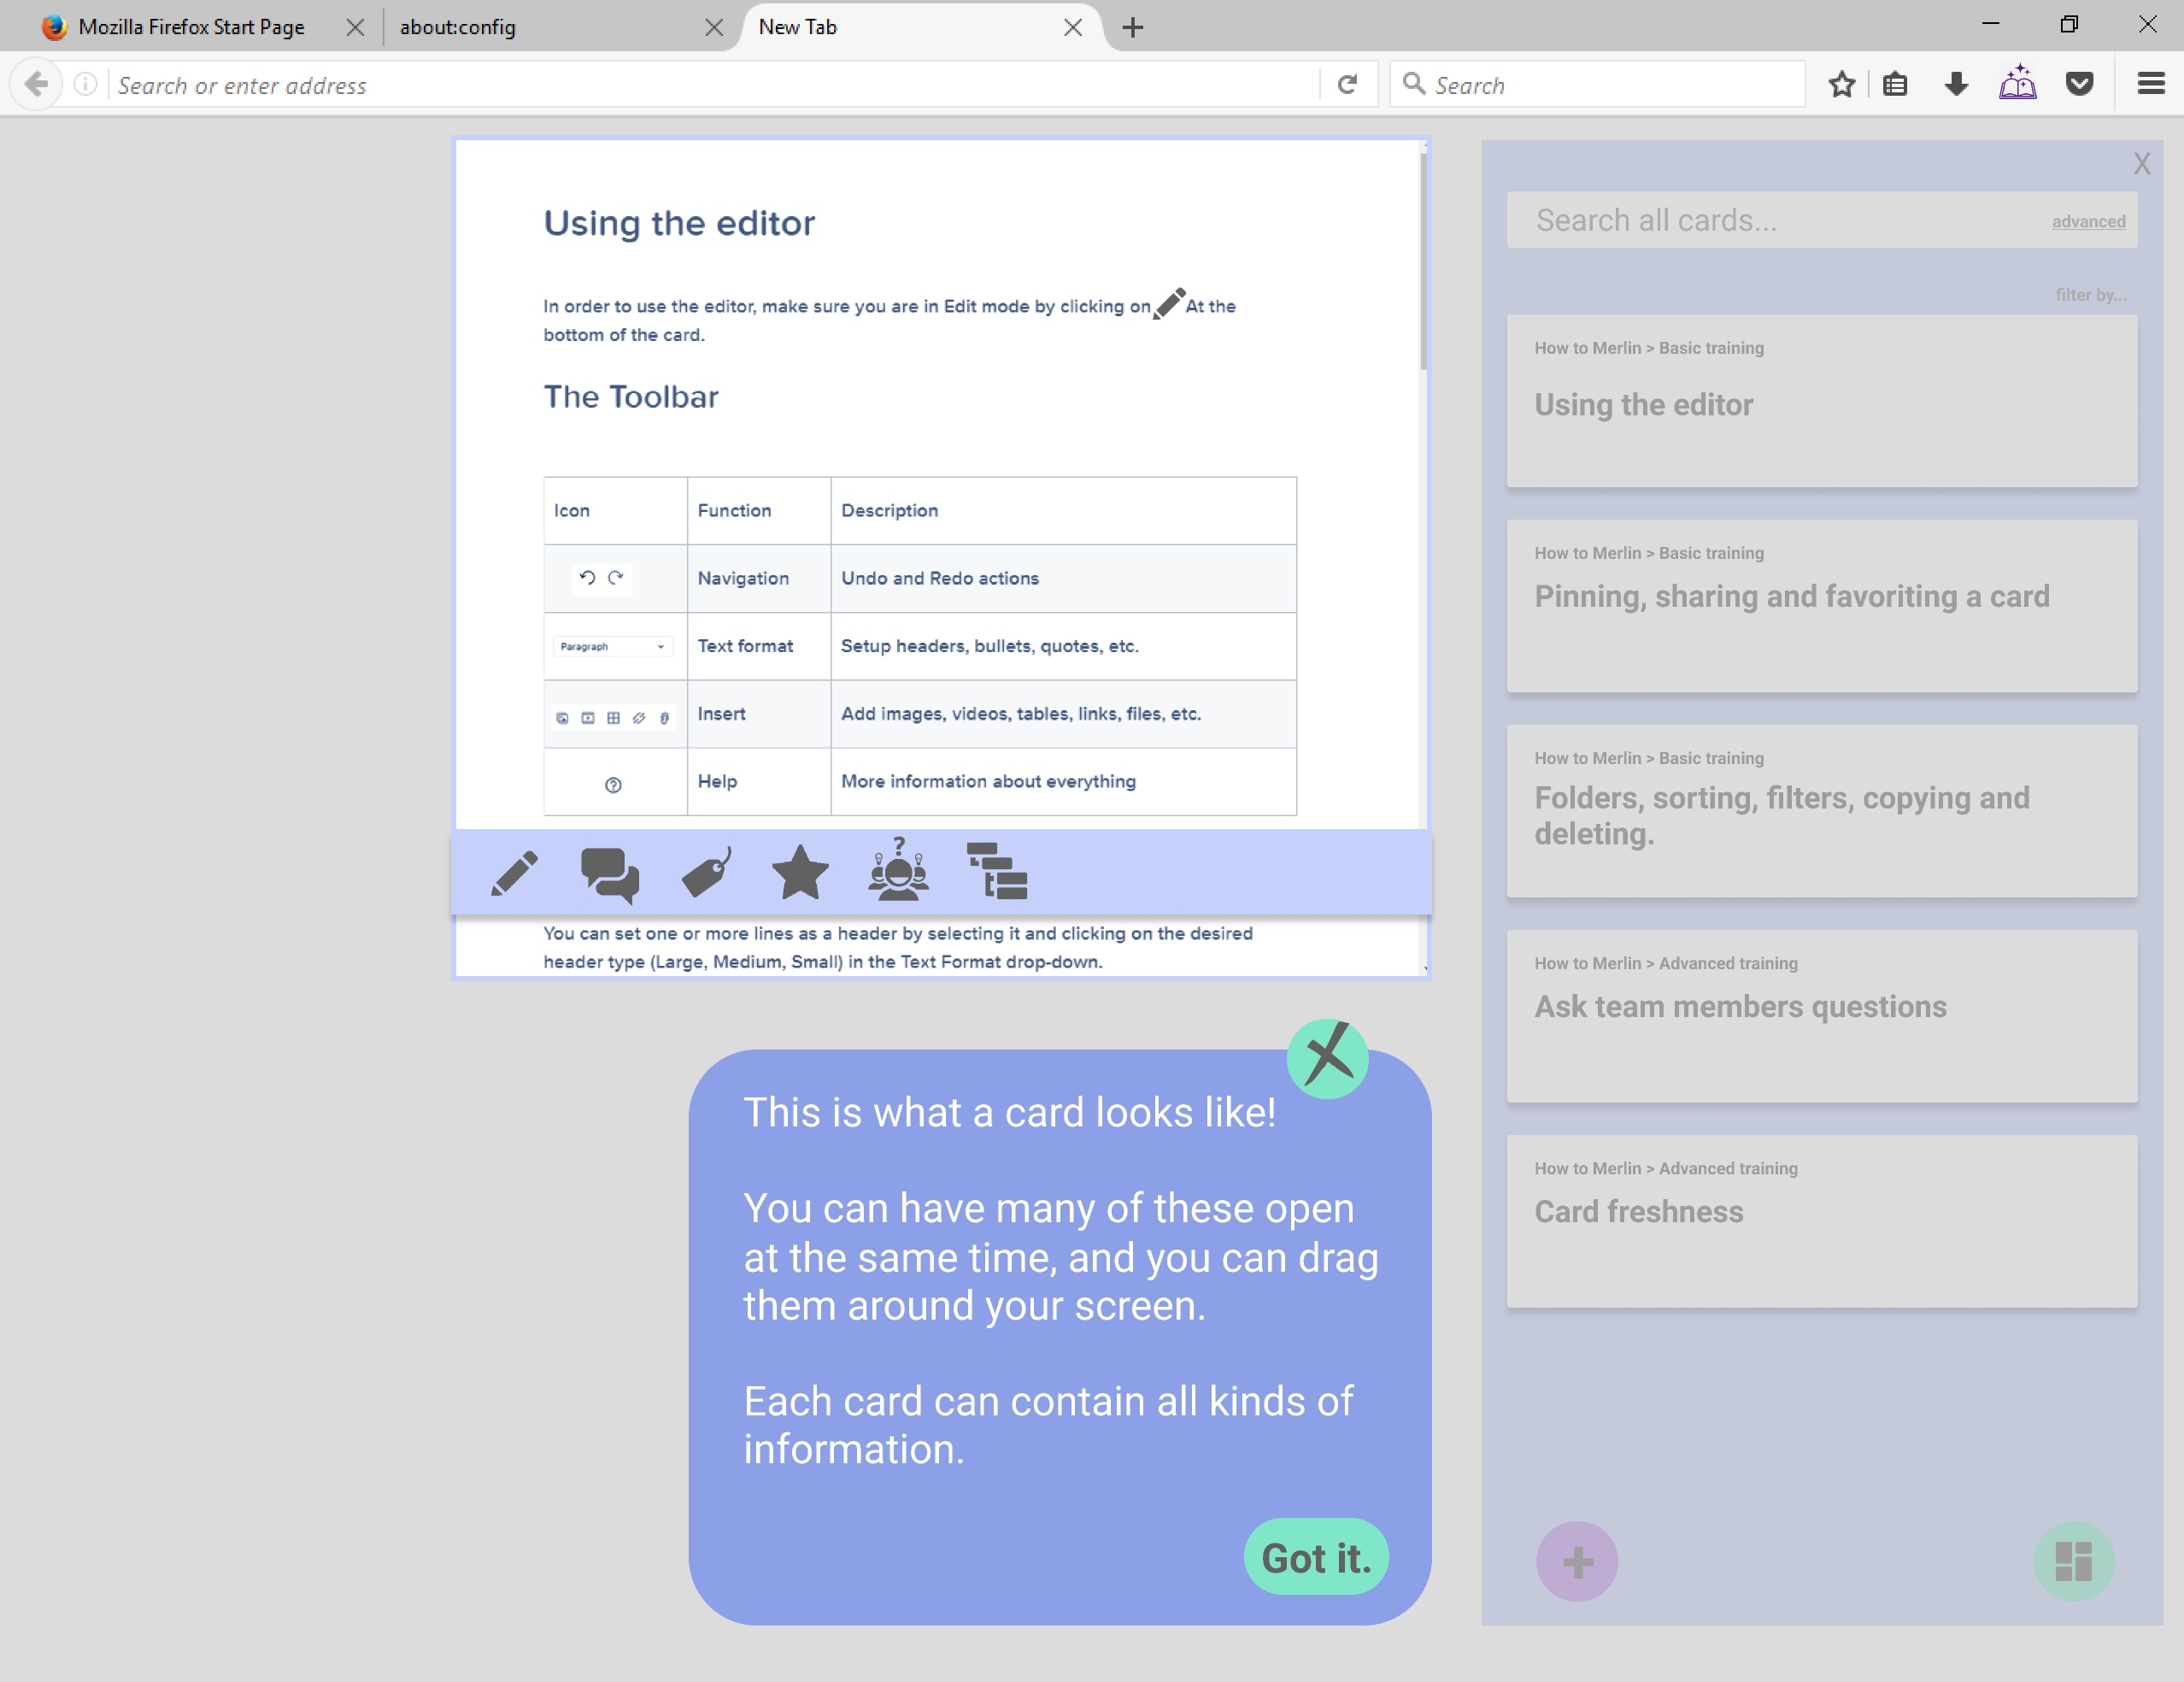 Mozilla Firefox Start Page
about:config
New Tab
Search or enter address
Search
Using the editor
In order to use the editor, make sure you are in Edit mode by clicking on At the
bottom of the card.
The Toolbar
Icon Function Description
Navigation Undo and Redo actions
Paragraph Text format Setup headers, bullets, quotes, etc.
Insert Add images, videos, tables, links, files, etc.
? Help More information about everything
?
You can set one or more lines as a header by selecting it and clicking on the desired
header type (Large, Medium, Small) in the Text Format drop-down.
This is what a card looks like!
You can have many of these open
at the same time, and you can drag
them around your screen.
Each card can contain all kinds of
information.
Got it.
X
Search all cards...
advanced
filter by...
How to Merlin > Basic training
Using the editor
How to Merlin > Basic training
Pinning, sharing and favoriting a card
How to Merlin > Basic training
Folders, sorting, filters, copying and
deleting.
How to Merlin > Advanced training
Ask team members questions
How to Merlin > Advanced training
Card freshness